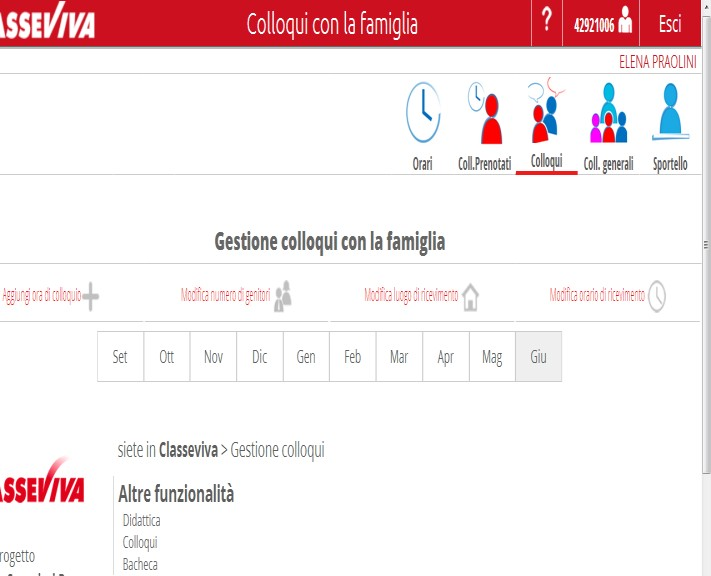 ASSEVIVA Colloqui con la famiglia ? 42921006 Esci
ELENA PRAOLINI
Orari Coll.Prenotati Colloqui Coll. generali Sportello
Gestione colloqui con la famiglia
Aggiungi ora di colloquio Modifica numero di genitori Modifica luogo di ricevimento Modifica orario di ricevimento
Set Ott Nov Dic Gen Feb Mar Apr Mag Giu
siete in Classeviva > Gestione colloqui
ASSEVIVA
Altre funzionalità
Didattica
Colloqui
rogetto
Bacheca